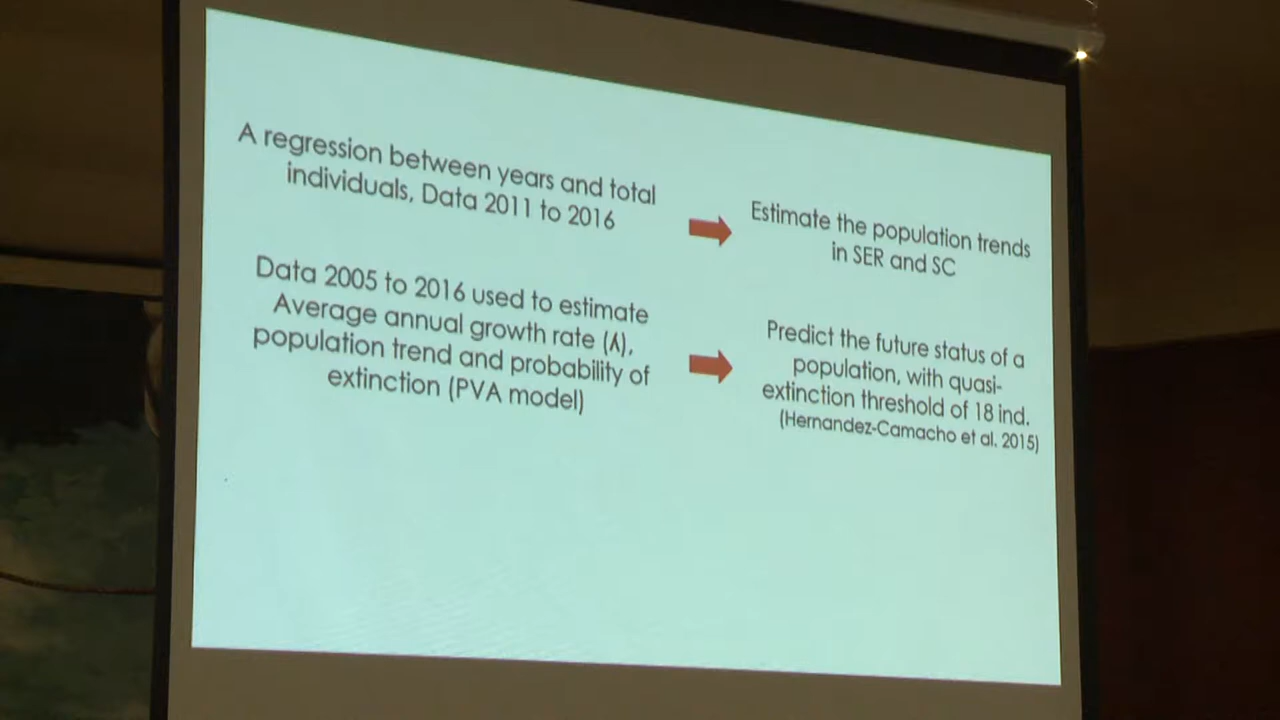 A regression between years and total
individuals, Data 2011 to 2016
Estimate the population trends
in SER and SC
Data 2005 to 2016 used to estimate
Average annual growth rate (λ),
population trend and probability of
extinction (PVA model)
Predict the future status of a
population, with quasi-
extinction threshold of 18 ind.
(Hernandez-Camacho et al. 2015)